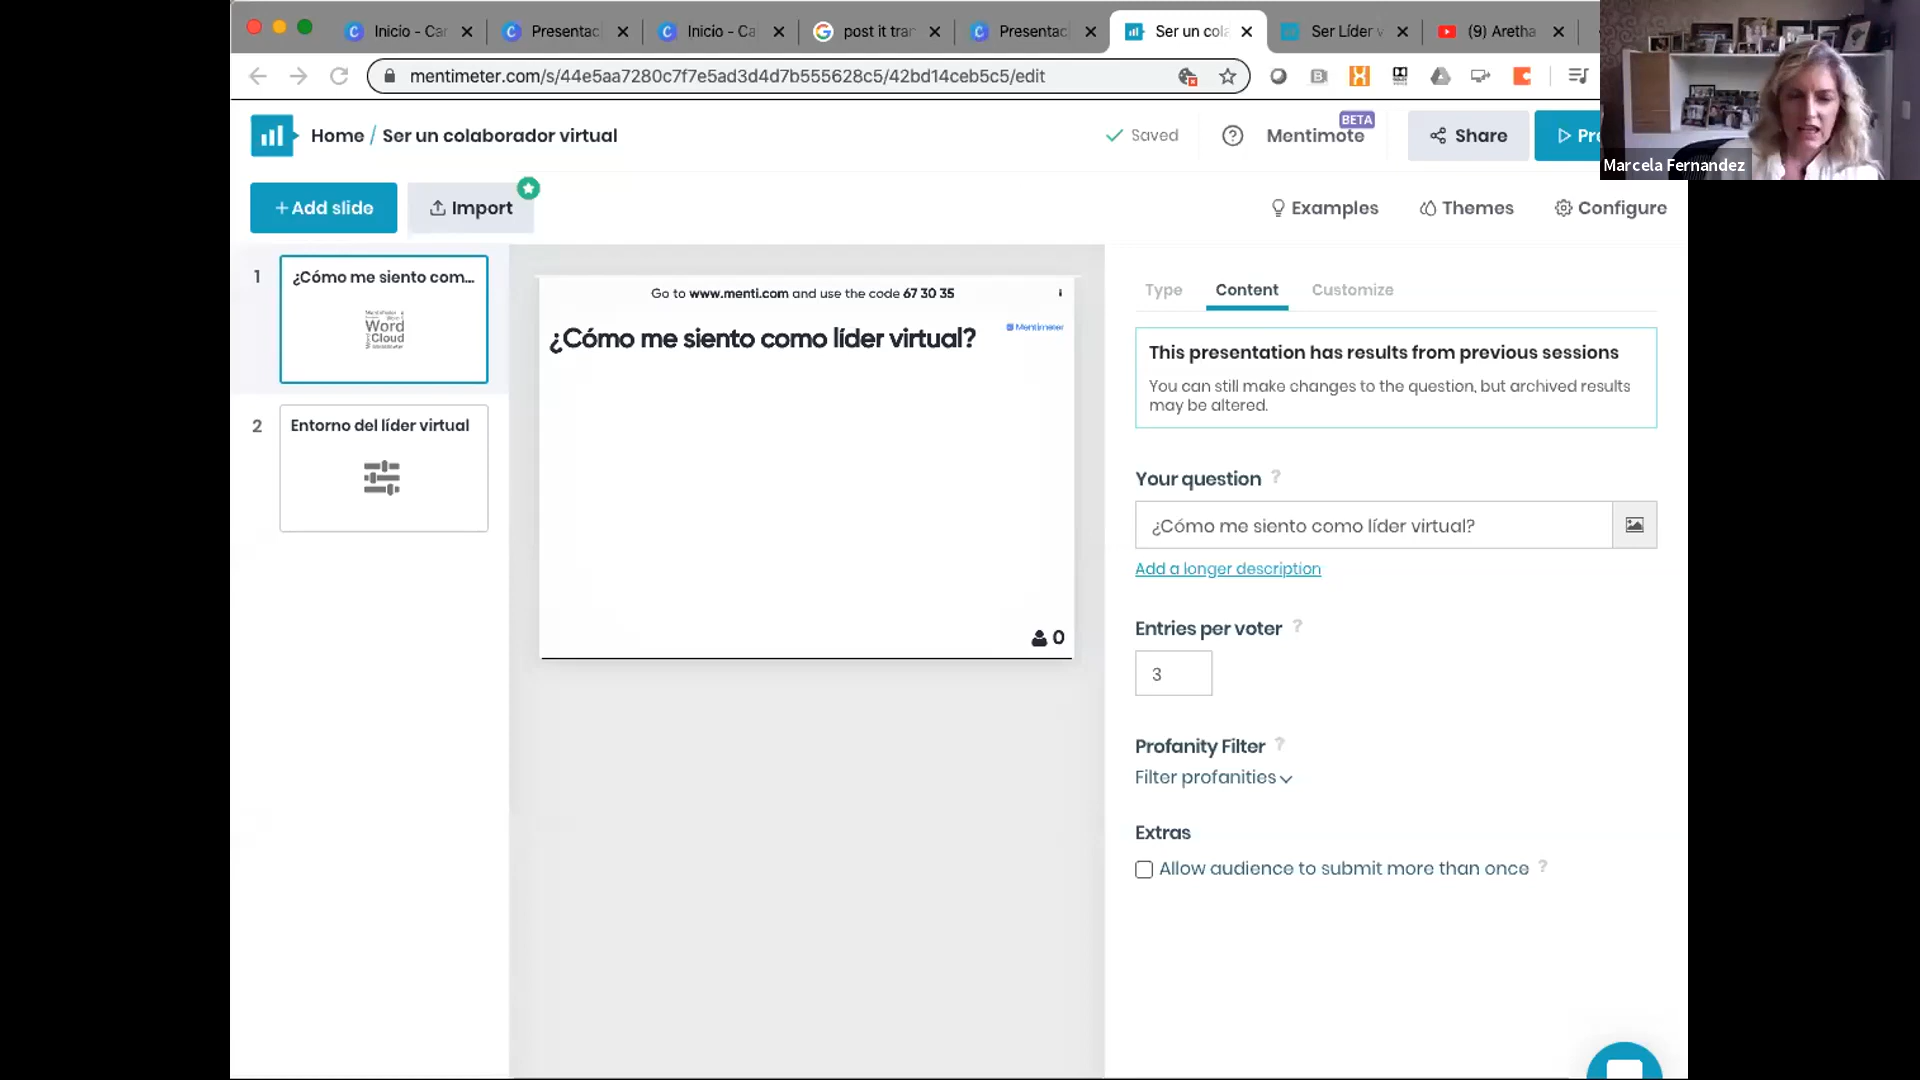 Inicio - Car
Presentac
Inicio - Ca
post it trar
Presentac
Ser un cola
Ser Líder v
(9) Aretha
mentimeter.com/s/44e5aa7280c7f7e5ad3d4d7b555628c5/42bd14ceb5c5/edit
Home / Ser un colaborador virtual
Saved
Mentimote
BETA
Share
Pre
Marcela Fernandez
+ Add slide
Import
Examples
Themes
Configure
1
¿Cómo me siento com...
Word
Cloud
2
Entorno del líder virtual
Go to www.menti.com and use the code 67 30 35
Mentimeter
¿Cómo me siento como líder virtual?
0
Type
Content
Customize
This presentation has results from previous sessions
You can still make changes to the question, but archived results
may be altered.
Your question ?
¿Cómo me siento como líder virtual?
Add a longer description
Entries per voter ?
3
Profanity Filter ?
Filter profanities
Extras
Allow audience to submit more than once ?